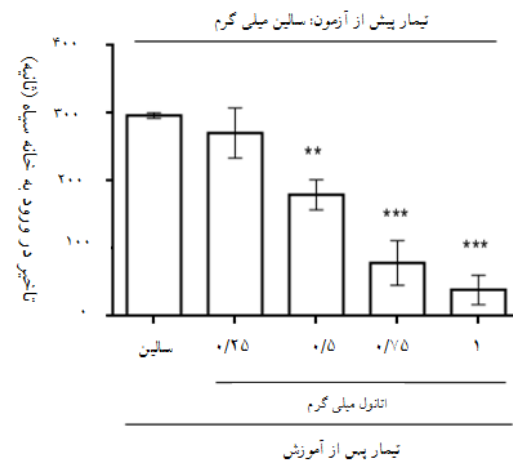 تیمار پیش از آزمون: سالین میلی گرم
تاخیر در ورود به خانه سیاه (ثانیه)
۴۰۰
۳۰۰
۲۰۰
۱۰۰
۰
**
***
***
سالین ۰/۲۵ ۰/۵ ۰/۷۵ ۱
اتانول میلی گرم
تیمار پس از آموزش